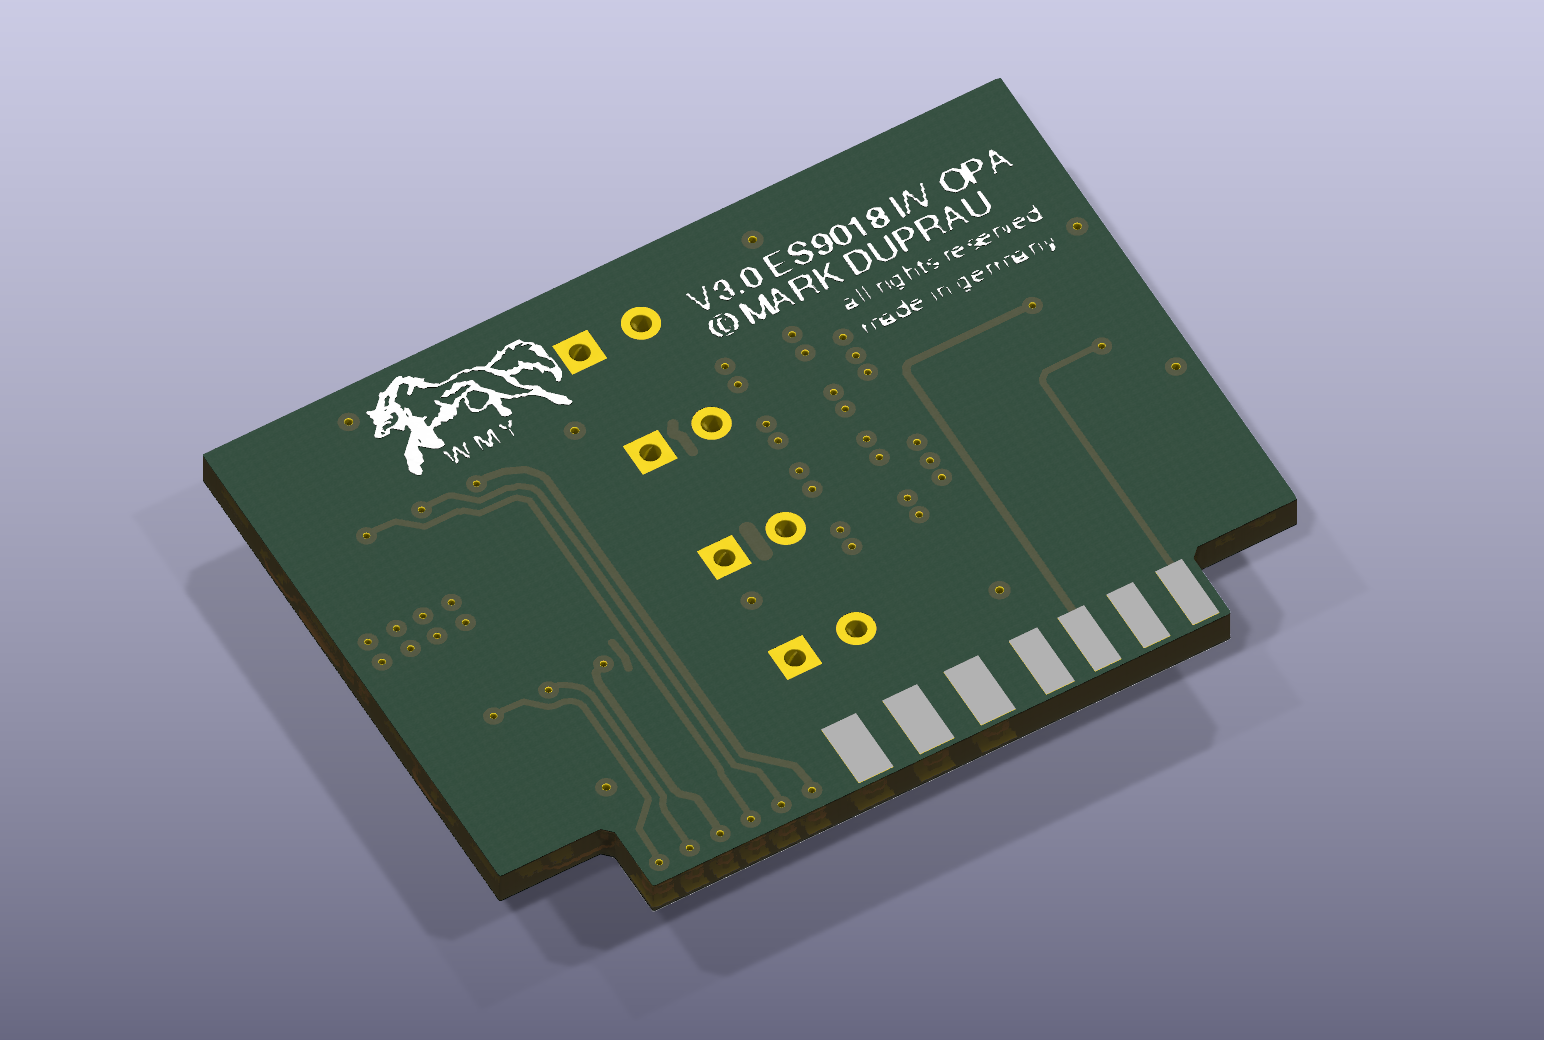 V3.0 ES9018 I/V OPA
© MARK DUPRAU
all rights reserved
made in germany
WMY